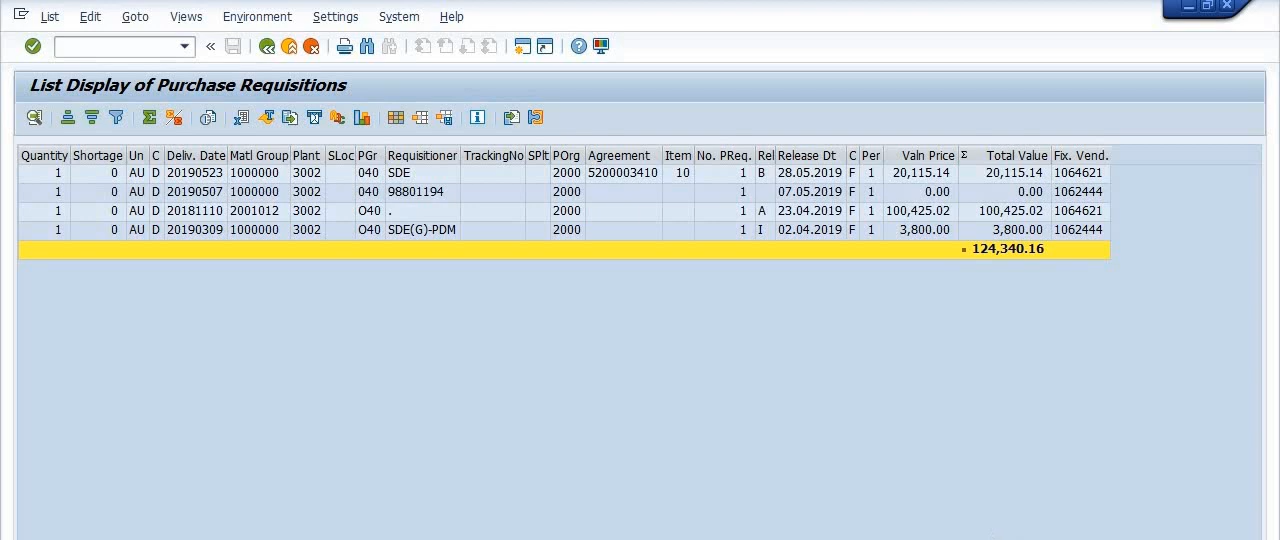 List Edit Goto Views Environment Settings System Help
List Display of Purchase Requisitions
Quantity Shortage Un C Deliv. Date Matl Group Plant SLoc PGr Requisitioner TrackingNo SPlt POrg Agreement Item No. PReq. Rel Release Dt C Per Valn Price Σ Total Value Fix. Vend.
1 0 AU D 20190522 1000000 3002 040 SDE 2000 5200003410 10 1 B 28.05.2019 F 1 20,115.14 20,115.14 1064621
1 0 AU D 20190507 1000000 3002 040 98801194 2000 1 07.05.2019 F 1 0.00 0.00 1062444
1 0 AU D 20181110 2001012 3002 O40 . 2000 1 A 23.04.2019 F 1 100,425.02 100,425.02 1064621
1 0 AU D 20190309 1000000 3002 O40 SDE(G)-PDM 2000 1 I 02.04.2019 F 1 3,800.00 3,800.00 1062444
124,340.16